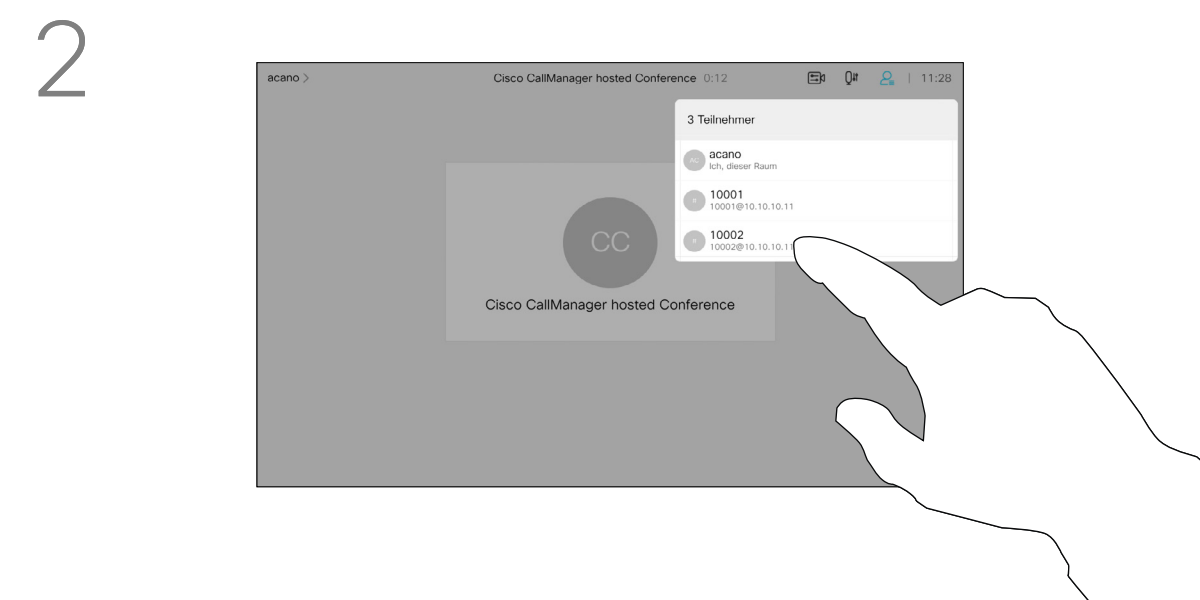 2
acano >
Cisco CallManager hosted Conference 0:12
11:28
3 Teilnehmer
AC
acano
Ich, dieser Raum
10001
10001@10.10.10.11
10002
10002@10.10.10.11
CC
Cisco CallManager hosted Conference